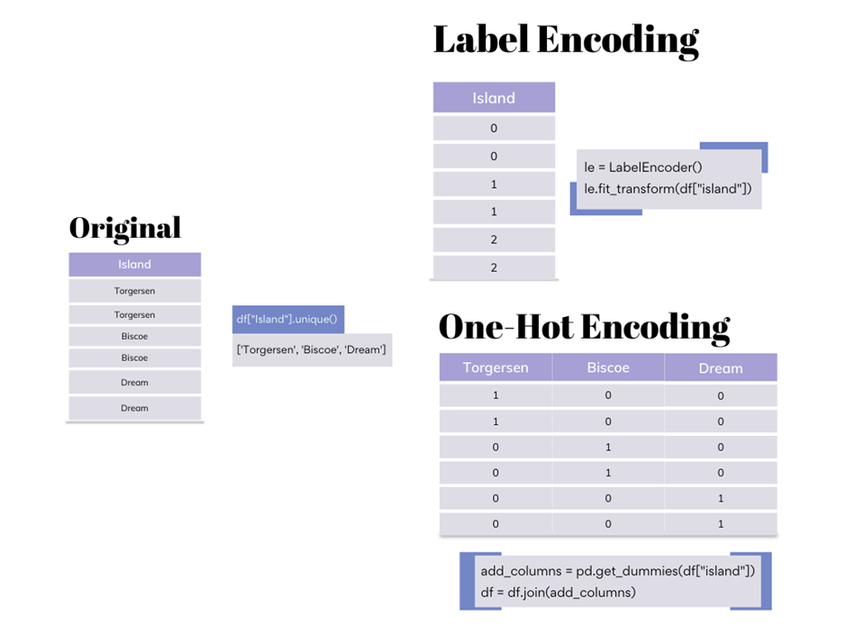 Label Encoding
Island
0
0
1
1
2
2
le = LabelEncoder()
le.fit_transform(df["island"])
Original
Island
Torgersen
Torgersen
Biscoe
Biscoe
Dream
Dream
df["Island"].unique()
['Torgersen', 'Biscoe', 'Dream']
One-Hot Encoding
Torgersen Biscoe Dream
1 0 0
1 0 0
0 1 0
0 1 0
0 0 1
0 0 1
add_columns = pd.get_dummies(df["island"])
df = df.join(add_columns)